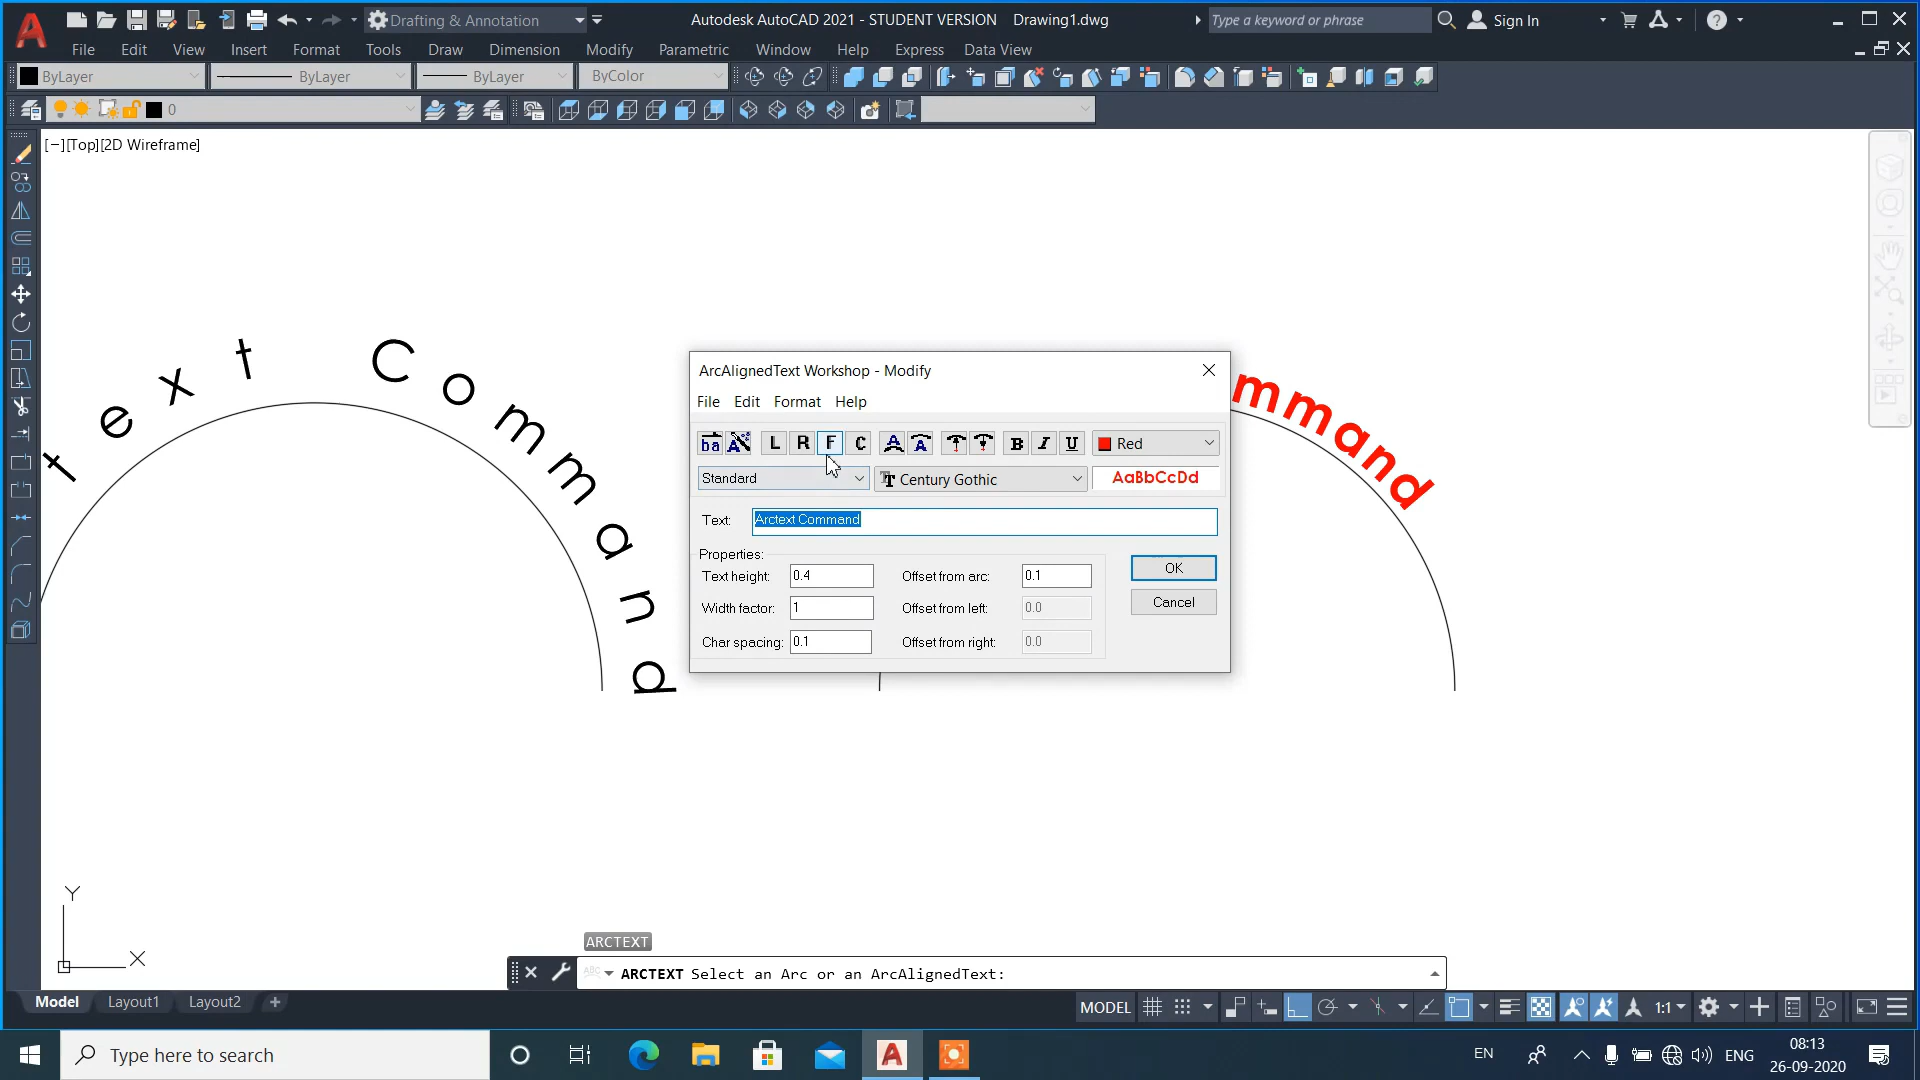 Drafting & Annotation
Autodesk AutoCAD 2021 - STUDENT VERSION Drawing1.dwg
Type a keyword or phrase
Sign In
File Edit View Insert Format Tools Draw Dimension Modify Parametric Window Help Express Data View
ByLayer ByLayer ByLayer ByColor
0
[−][Top][2D Wireframe]
text Command
mmand
ArcAlignedText Workshop - Modify
File Edit Format Help
ba A L R F C A A B I U Red
Standard Century Gothic AaBbCcDd
Text: Arctext Command
Properties:
Text height: 0.4 Offset from arc: 0.1 OK
Width factor: 1 Offset from left: 0.0 Cancel
Char spacing: 0.1 Offset from right: 0.0
Y
X
ARCTEXT
ARCTEXT Select an Arc or an ArcAlignedText:
Model Layout1 Layout2 +
MODEL 1:1
Type here to search
EN ENG
08:13
26-09-2020